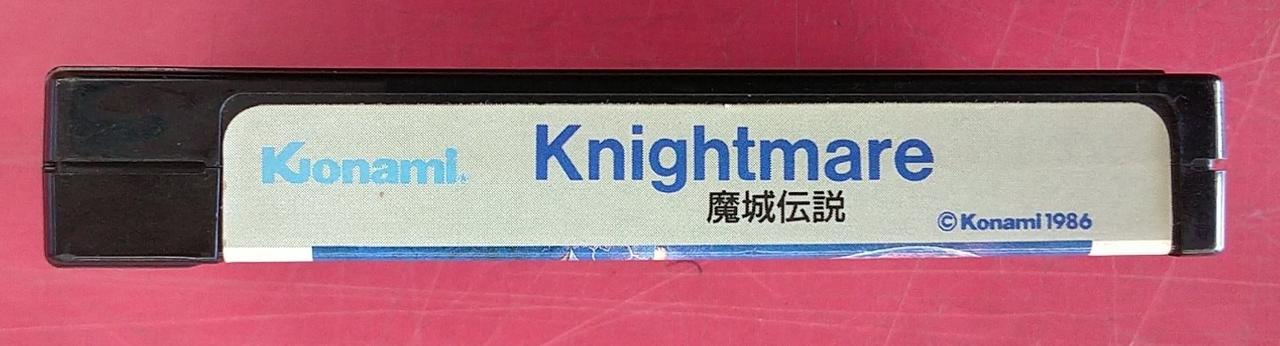 Konami
Knightmare
魔城伝説
©Konami 1986